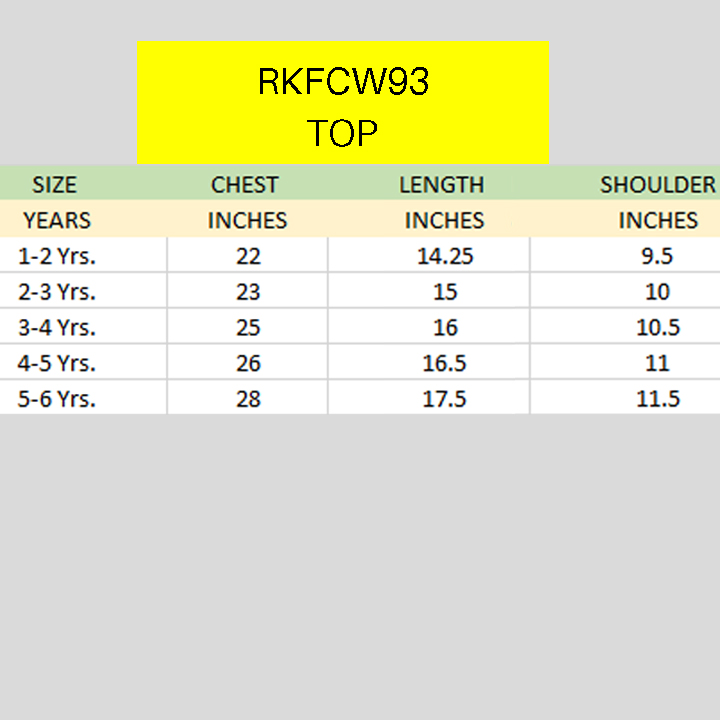 RKFCW93
TOP
SIZE CHEST LENGTH SHOULDER
YEARS INCHES INCHES INCHES
1-2 Yrs. 22 14.25 9.5
2-3 Yrs. 23 15 10
3-4 Yrs. 25 16 10.5
4-5 Yrs. 26 16.5 11
5-6 Yrs. 28 17.5 11.5